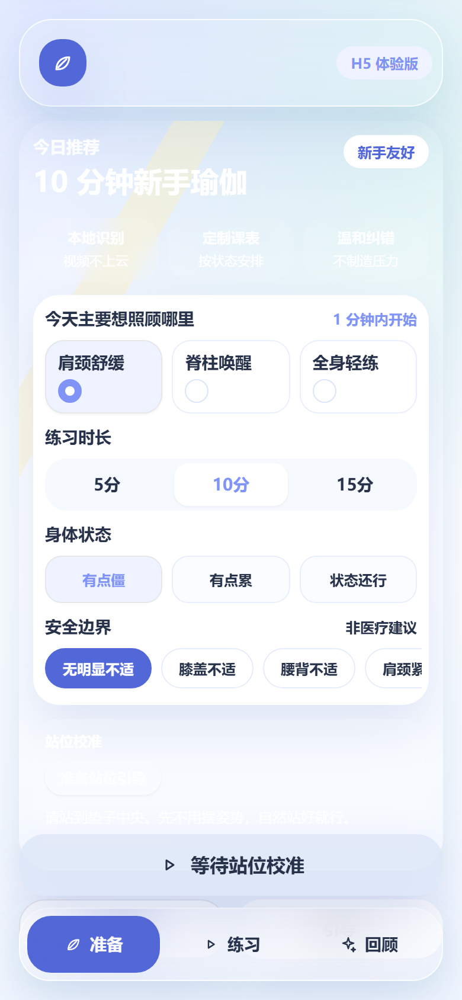 H5 体验版
今日推荐
新手友好
10 分钟新手瑜伽
本地识别
定制课表
温和纠错
视频不上云
按状态安排
不制造压力
今天主要想照顾哪里
1 分钟内开始
肩颈舒缓
脊柱唤醒
全身轻练
练习时长
5分
10分
15分
身体状态
有点僵
有点累
状态还行
安全边界
非医疗建议
无明显不适
膝盖不适
腰背不适
肩颈紧
站位校准
准备站位引导
请站到垫子中央。先不用摆姿势，自然站好就行。
等待站位校准
引导
准备
练习
回顾